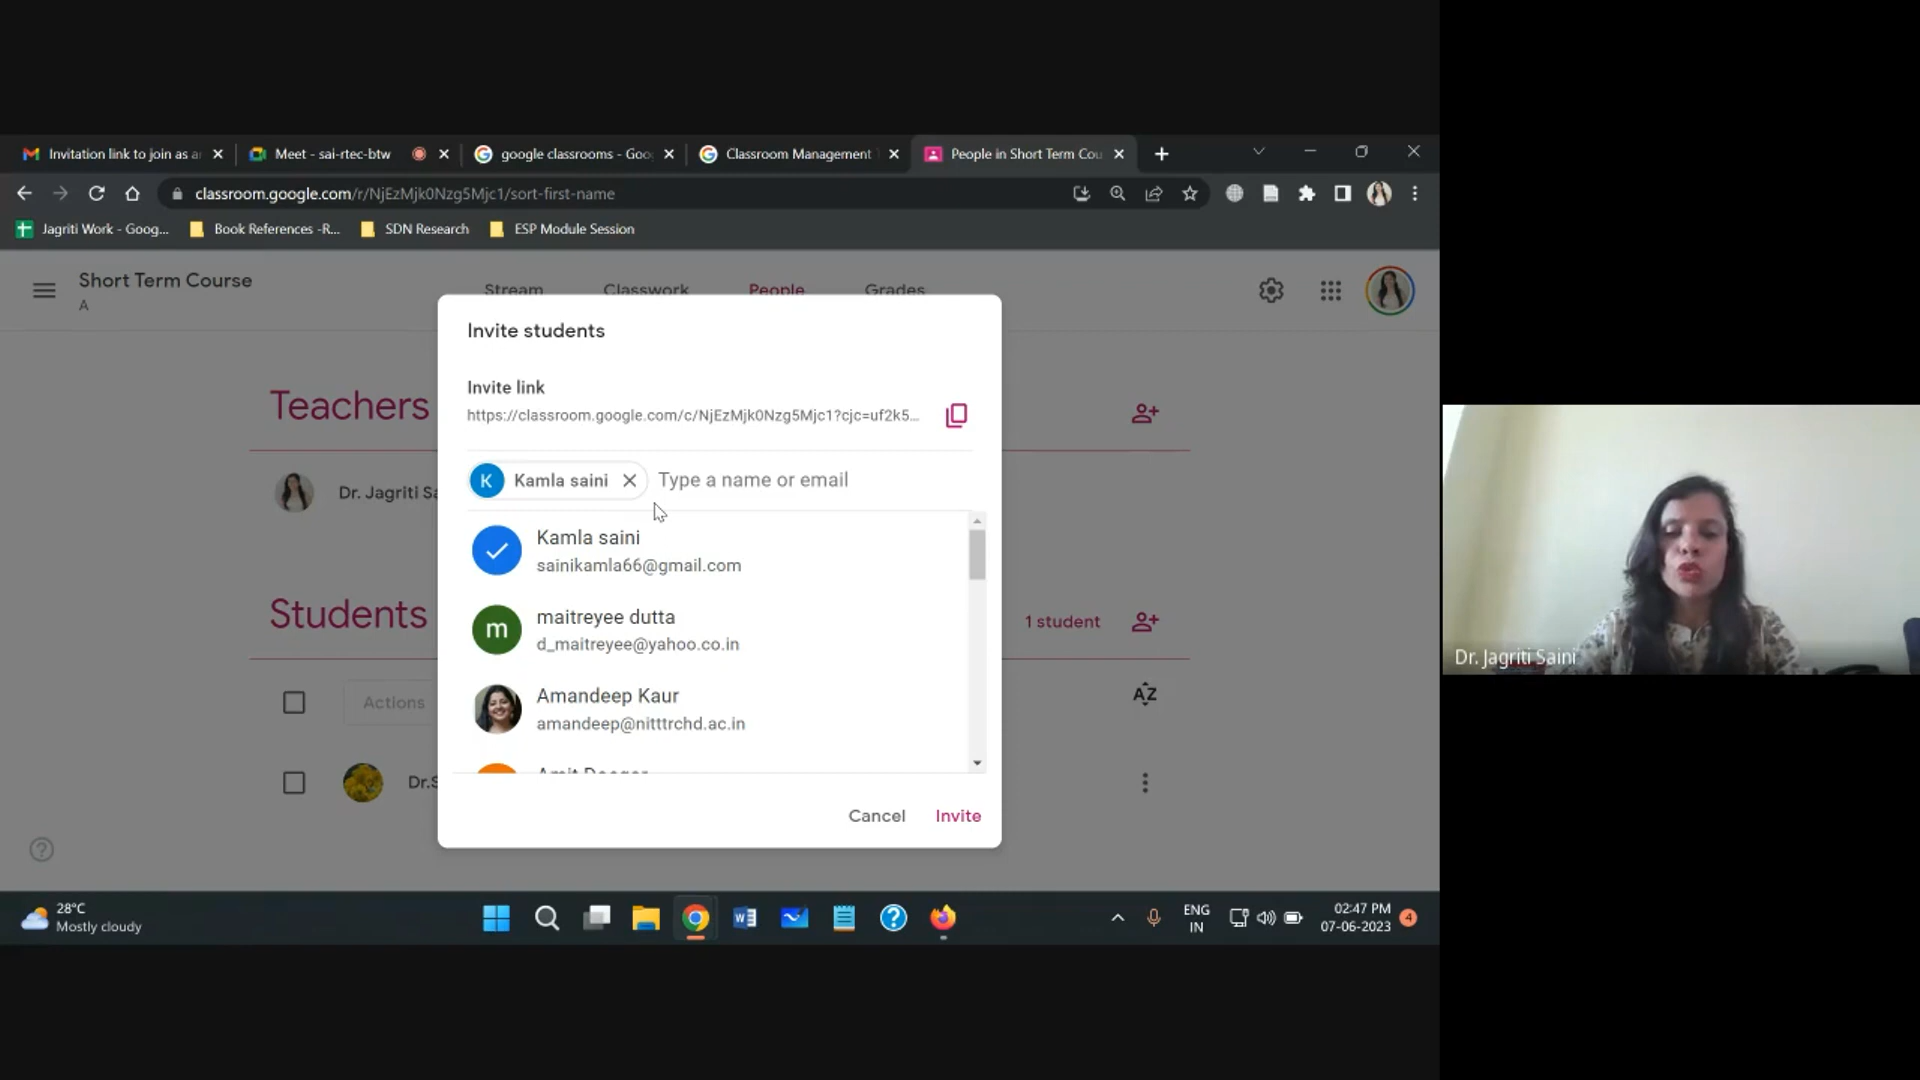 Invitation link to join as a
Meet - sai-rtec-btw
google classrooms - Goo
Classroom Management
People in Short Term Cou
classroom.google.com/r/NjEzMjk0Nzg5Mjc1/sort-first-name
Jagriti Work - Goog...
Book References -R...
SDN Research
ESP Module Session
Short Term Course
A
Stream
Classwork
People
Grades
Invite students
Invite link
https://classroom.google.com/c/NjEzMjk0Nzg5Mjc1?cjc=uf2k5...
Teachers
K
Kamla saini
Type a name or email
Dr. Jagriti Sa
Kamla saini
sainikamla66@gmail.com
m
maitreyee dutta
d_maitreyee@yahoo.co.in
Students
1 student
Amandeep Kaur
amandeep@nitttrchd.ac.in
Actions
AZ
Dr.S
Cancel
Invite
Dr. Jagriti Saini
28°C
Mostly cloudy
ENG
IN
02:47 PM
07-06-2023
4